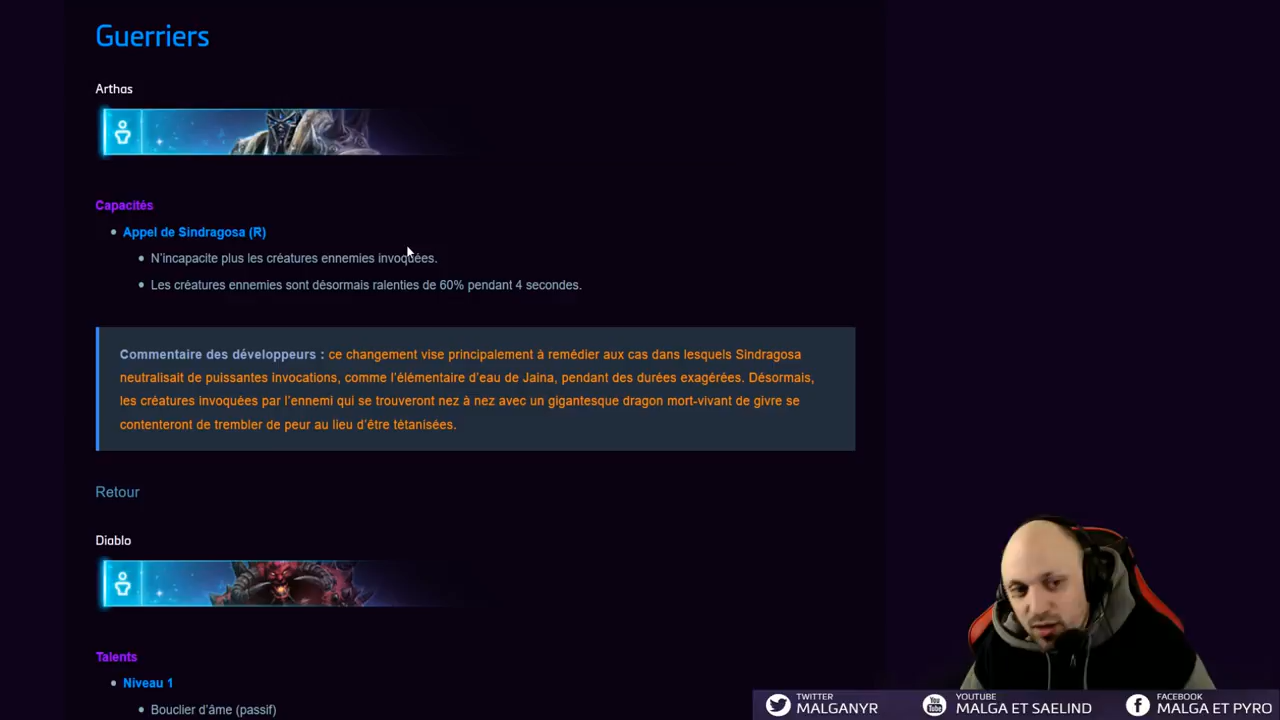 Guerriers
Arthas
Capacités
Appel de Sindragosa (R)
N'incapacite plus les créatures ennemies invoquées.
Les créatures ennemies sont désormais ralenties de 60% pendant 4 secondes.
Commentaire des développeurs : ce changement vise principalement à remédier aux cas dans lesquels Sindragosa
neutralisait de puissantes invocations, comme l'élémentaire d'eau de Jaina, pendant des durées exagérées. Désormais,
les créatures invoquées par l'ennemi qui se trouveront nez à nez avec un gigantesque dragon mort-vivant de givre se
contenteront de trembler de peur au lieu d'être tétanisées.
Retour
Diablo
Talents
Niveau 1
Bouclier d'âme (passif)
TWITTER
MALGANYR
YOUTUBE
MALGA ET SAELIND
FACEBOOK
MALGA ET PYRO